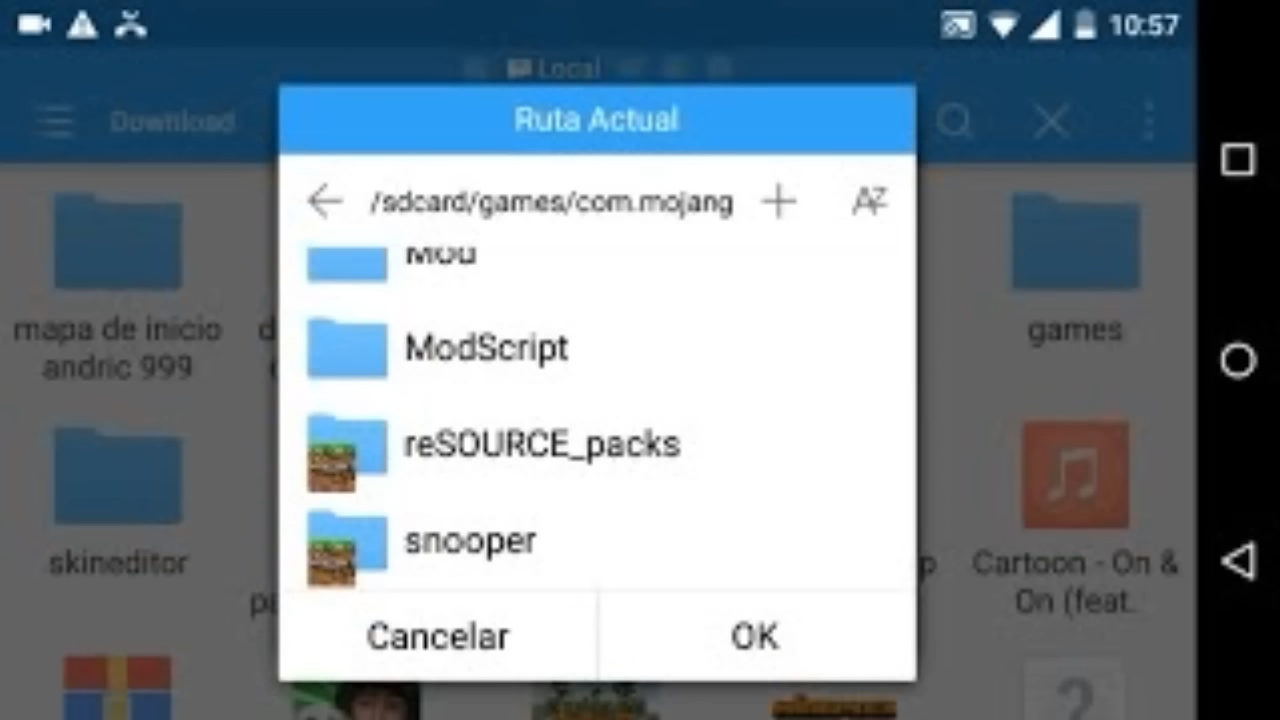 10:57
Local
Download
Ruta Actual
/sdcard/games/com.mojang
Mod
ModScript
reSOURCE_packs
snooper
Cancelar
OK
mapa de inicio
andric 999
games
skineditor
Cartoon - On &
On (feat.